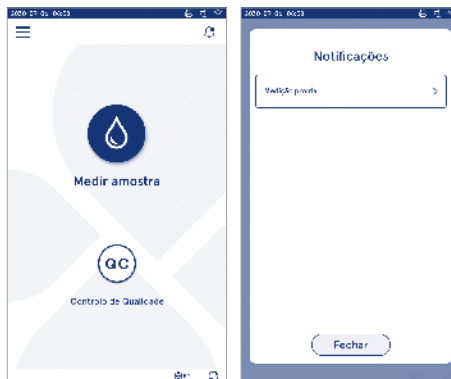 Medir amostra
QC
Controlo de Qualidade
Notificações
Medição pronta
Fechar